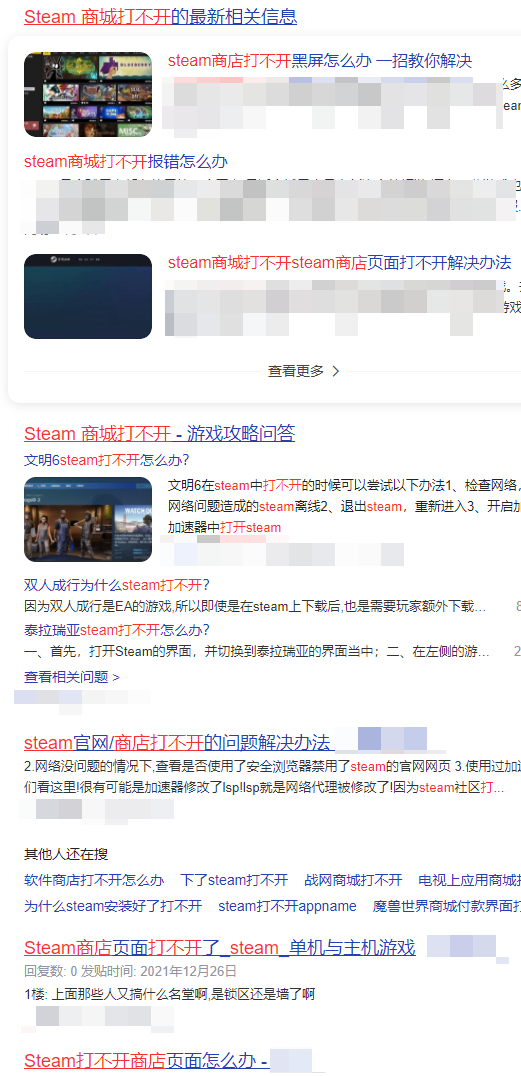 Steam 商城打不开的最新相关信息
steam商店打不开黑屏怎么办 一招教你解决
steam商城打不开报错怎么办
steam商城打不开steam商店页面打不开解决办法
查看更多
Steam 商城打不开 - 游戏攻略问答
文明6steam打不开怎么办?
文明6在steam中打不开的时候可以尝试以下办法1、检查网络,
网络问题造成的steam离线2、退出steam，重新进入3、开启加
加速器中打开steam
双人成行为什么steam打不开?
因为双人成行是EA的游戏,所以即使是在steam上下载后,也是需要玩家额外下载...
泰拉瑞亚steam打不开怎么办?
一、首先，打开Steam的界面，并切换到泰拉瑞亚的界面当中；二、在左侧的游...
查看相关问题 >
steam官网/商店打不开的问题解决办法
2.网络没问题的情况下,查看是否使用了安全浏览器禁用了steam的官网网页 3.使用过加速
们看这里!很有可能是加速器修改了lsp!lsp就是网络代理被修改了!因为steam社区打...
其他人还在搜
软件商店打不开怎么办 下了steam打不开 战网商城打不开 电视上应用商城打
为什么steam安装好了打不开 steam打不开appname 魔兽世界商城付款界面打
Steam商店页面打不开了_steam_单机与主机游戏
回复数: 0 发贴时间: 2021年12月26日
1楼: 上面那些人又搞什么名堂啊,是锁区还是墙了啊
Steam打不开商店页面怎么办 -